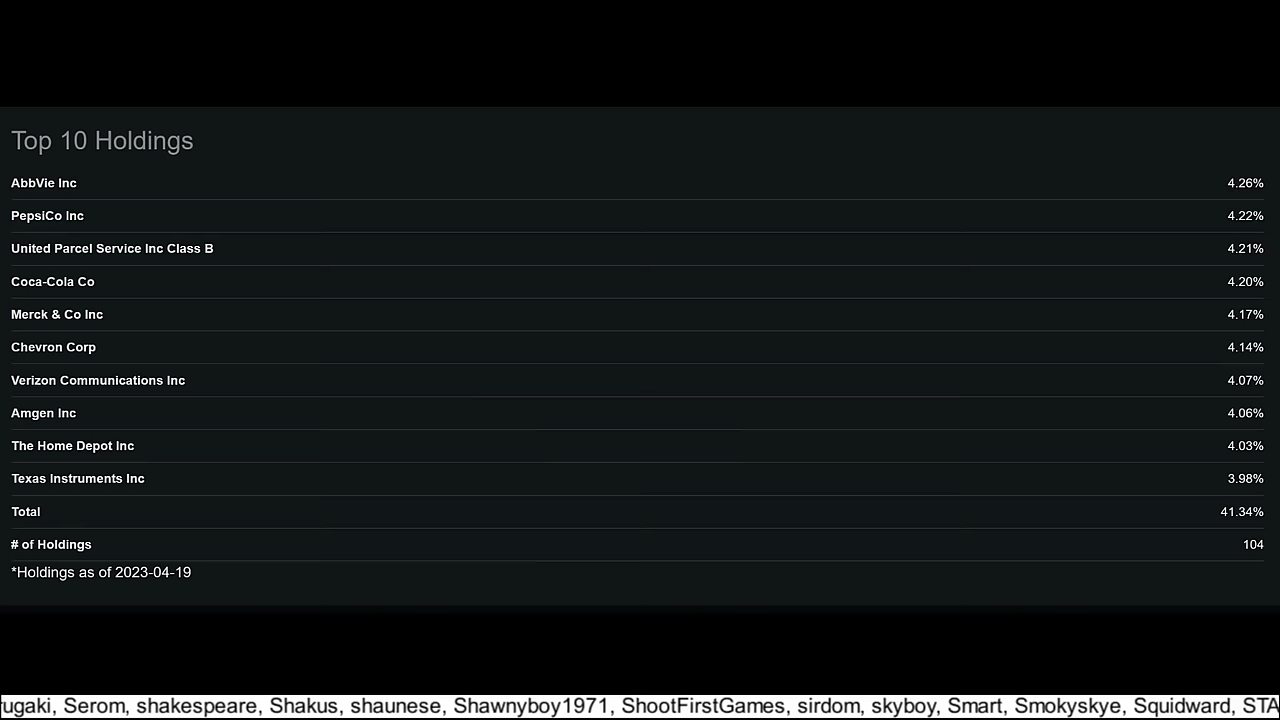 Top 10 Holdings
AbbVie Inc 4.26%
PepsiCo Inc 4.22%
United Parcel Service Inc Class B 4.21%
Coca-Cola Co 4.20%
Merck & Co Inc 4.17%
Chevron Corp 4.14%
Verizon Communications Inc 4.07%
Amgen Inc 4.06%
The Home Depot Inc 4.03%
Texas Instruments Inc 3.98%
Total 41.34%
# of Holdings 104
*Holdings as of 2023-04-19
Serom, shakespeare, Shakus, shaunese, Shawnyboy1971, ShootFirstGames, sirdom, skyboy, Smart, Smokyskye, Squidward,